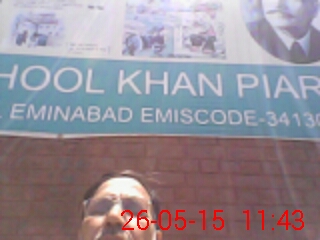 HOOL KHAN PIAR
EMINABAD EMISCODE-34130
26-05-15 11:43